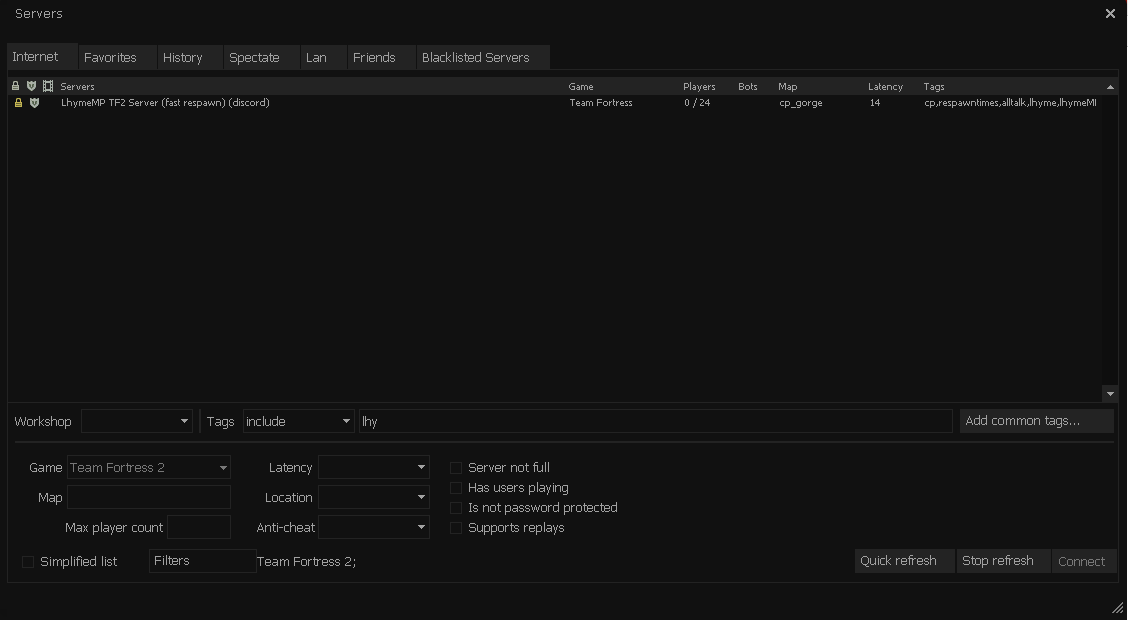 Servers
Internet Favorites History Spectate Lan Friends Blacklisted Servers
Servers Game Players Bots Map Latency Tags
LhymeMP TF2 Server (fast respawn) (discord) Team Fortress 0 / 24 cp_gorge 14 cp,respawntimes,alltalk,lhyme,lhymeMI
Workshop Tags include lhy Add common tags...
Game Team Fortress 2 Latency Server not full
Has users playing
Map Location Is not password protected
Max player count Anti-cheat Supports replays
Simplified list Filters Team Fortress 2; Quick refresh Stop refresh Connect